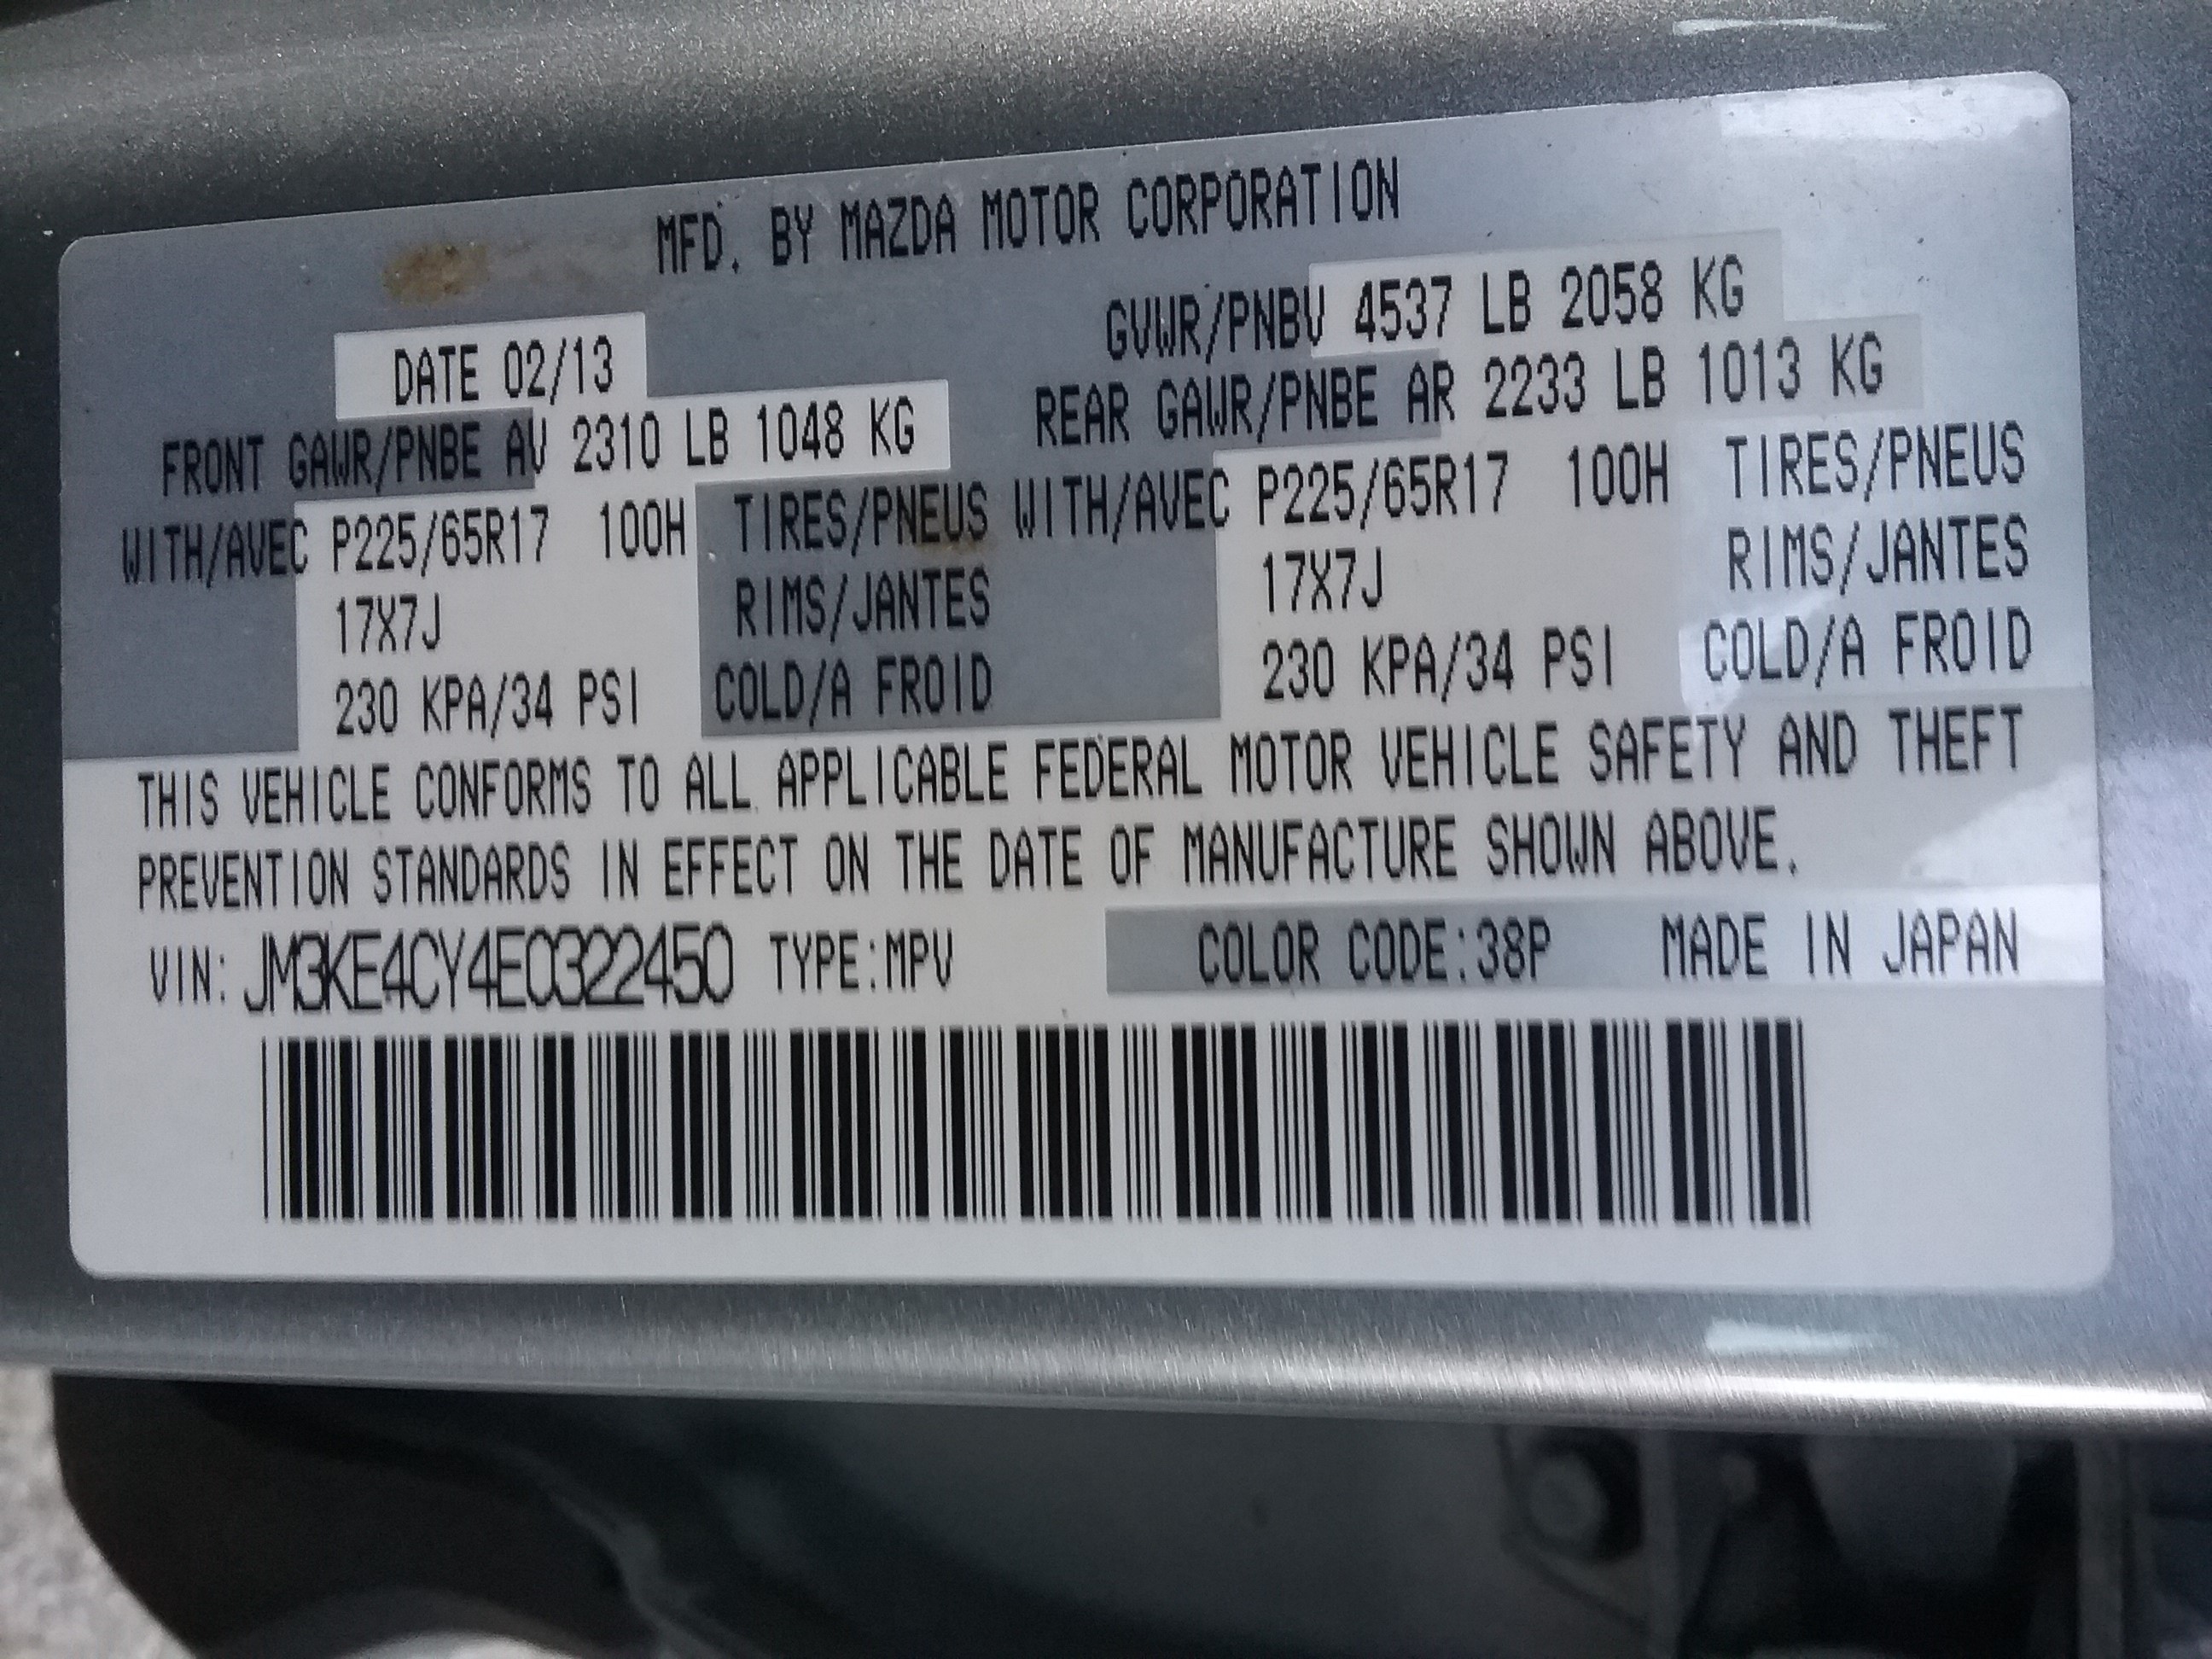 MFD. BY MAZDA MOTOR CORPORATION
DATE 02/13 GVWR/PNBV 4537 LB 2058 KG
FRONT GAWR/PNBE AV 2310 LB 1048 KG REAR GAWR/PNBE AR 2233 LB 1013 KG
WITH/AVEC P225/65R17 100H TIRES/PNEUS WITH/AVEC P225/65R17 100H TIRES/PNEUS
17X7J RIMS/JANTES 17X7J RIMS/JANTES
230 KPA/34 PSI COLD/A FROID 230 KPA/34 PSI COLD/A FROID
THIS VEHICLE CONFORMS TO ALL APPLICABLE FEDERAL MOTOR VEHICLE SAFETY AND THEFT
PREVENTION STANDARDS IN EFFECT ON THE DATE OF MANUFACTURE SHOWN ABOVE.
VIN: JM3KE4CY4E0322450 TYPE:MPV COLOR CODE:38P MADE IN JAPAN